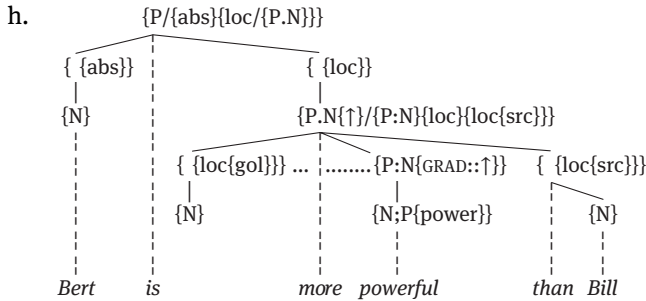 h. {P/{abs}{loc/{P.N}}}
{ {abs}} { {loc}}
{N} {P.N{↑}/{P:N}{loc}{loc{src}}}
{ {loc{gol}}} ... ........{P:N{GRAD::↑}} { {loc{src}}}
{N} {N;P{power}} {N}
Bert is more powerful than Bill